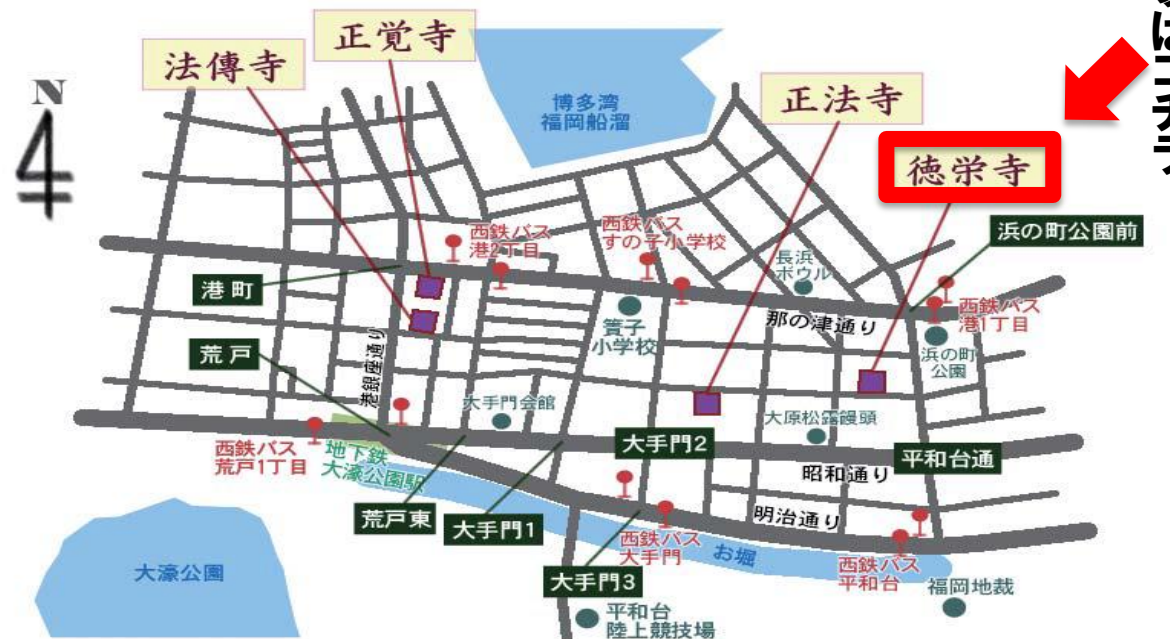 正覚寺
法傳寺
正法寺
徳栄寺
N
博多湾
福岡船溜
浜の町公園前
西鉄バス
港2丁目
西鉄バス
すの子小学校
長浜
ボウル
西鉄バス
港1丁目
港町
那の津通り
簀子
小学校
浜の町
公園
荒戸
港銀座通り
大手門会館
大原松露饅頭
西鉄バス
荒戸1丁目
地下鉄
大濠公園駅
大手門2
平和台通
昭和通り
荒戸東
大手門1
明治通り
西鉄バス
大手門
お堀
西鉄バス
平和台
大濠公園
大手門3
福岡地裁
平和台
陸上競技場